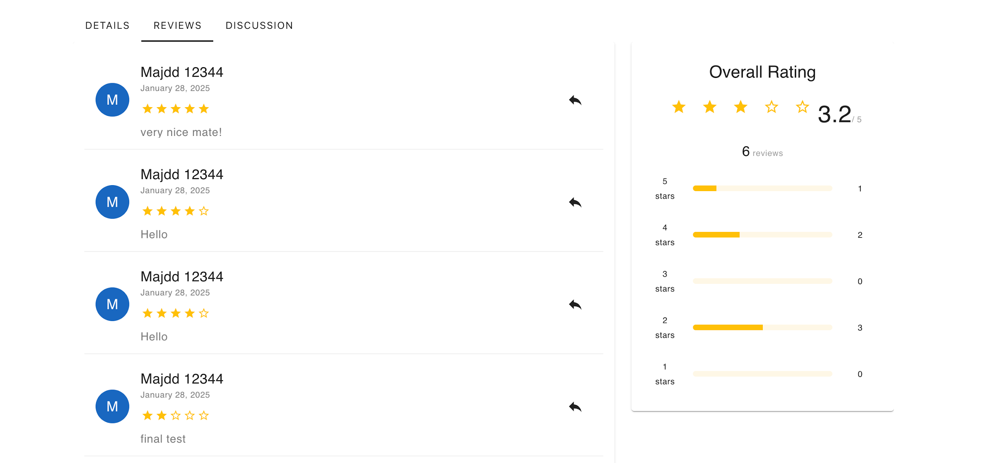 DETAILS REVIEWS DISCUSSION
Majdd 12344
January 28, 2025
M
very nice mate!
Majdd 12344
January 28, 2025
M
Hello
Majdd 12344
January 28, 2025
M
Hello
Majdd 12344
January 28, 2025
M
final test
Overall Rating
3.2 / 5
6 reviews
5
stars
1
4
stars
2
3
stars
0
2
stars
3
1
stars
0